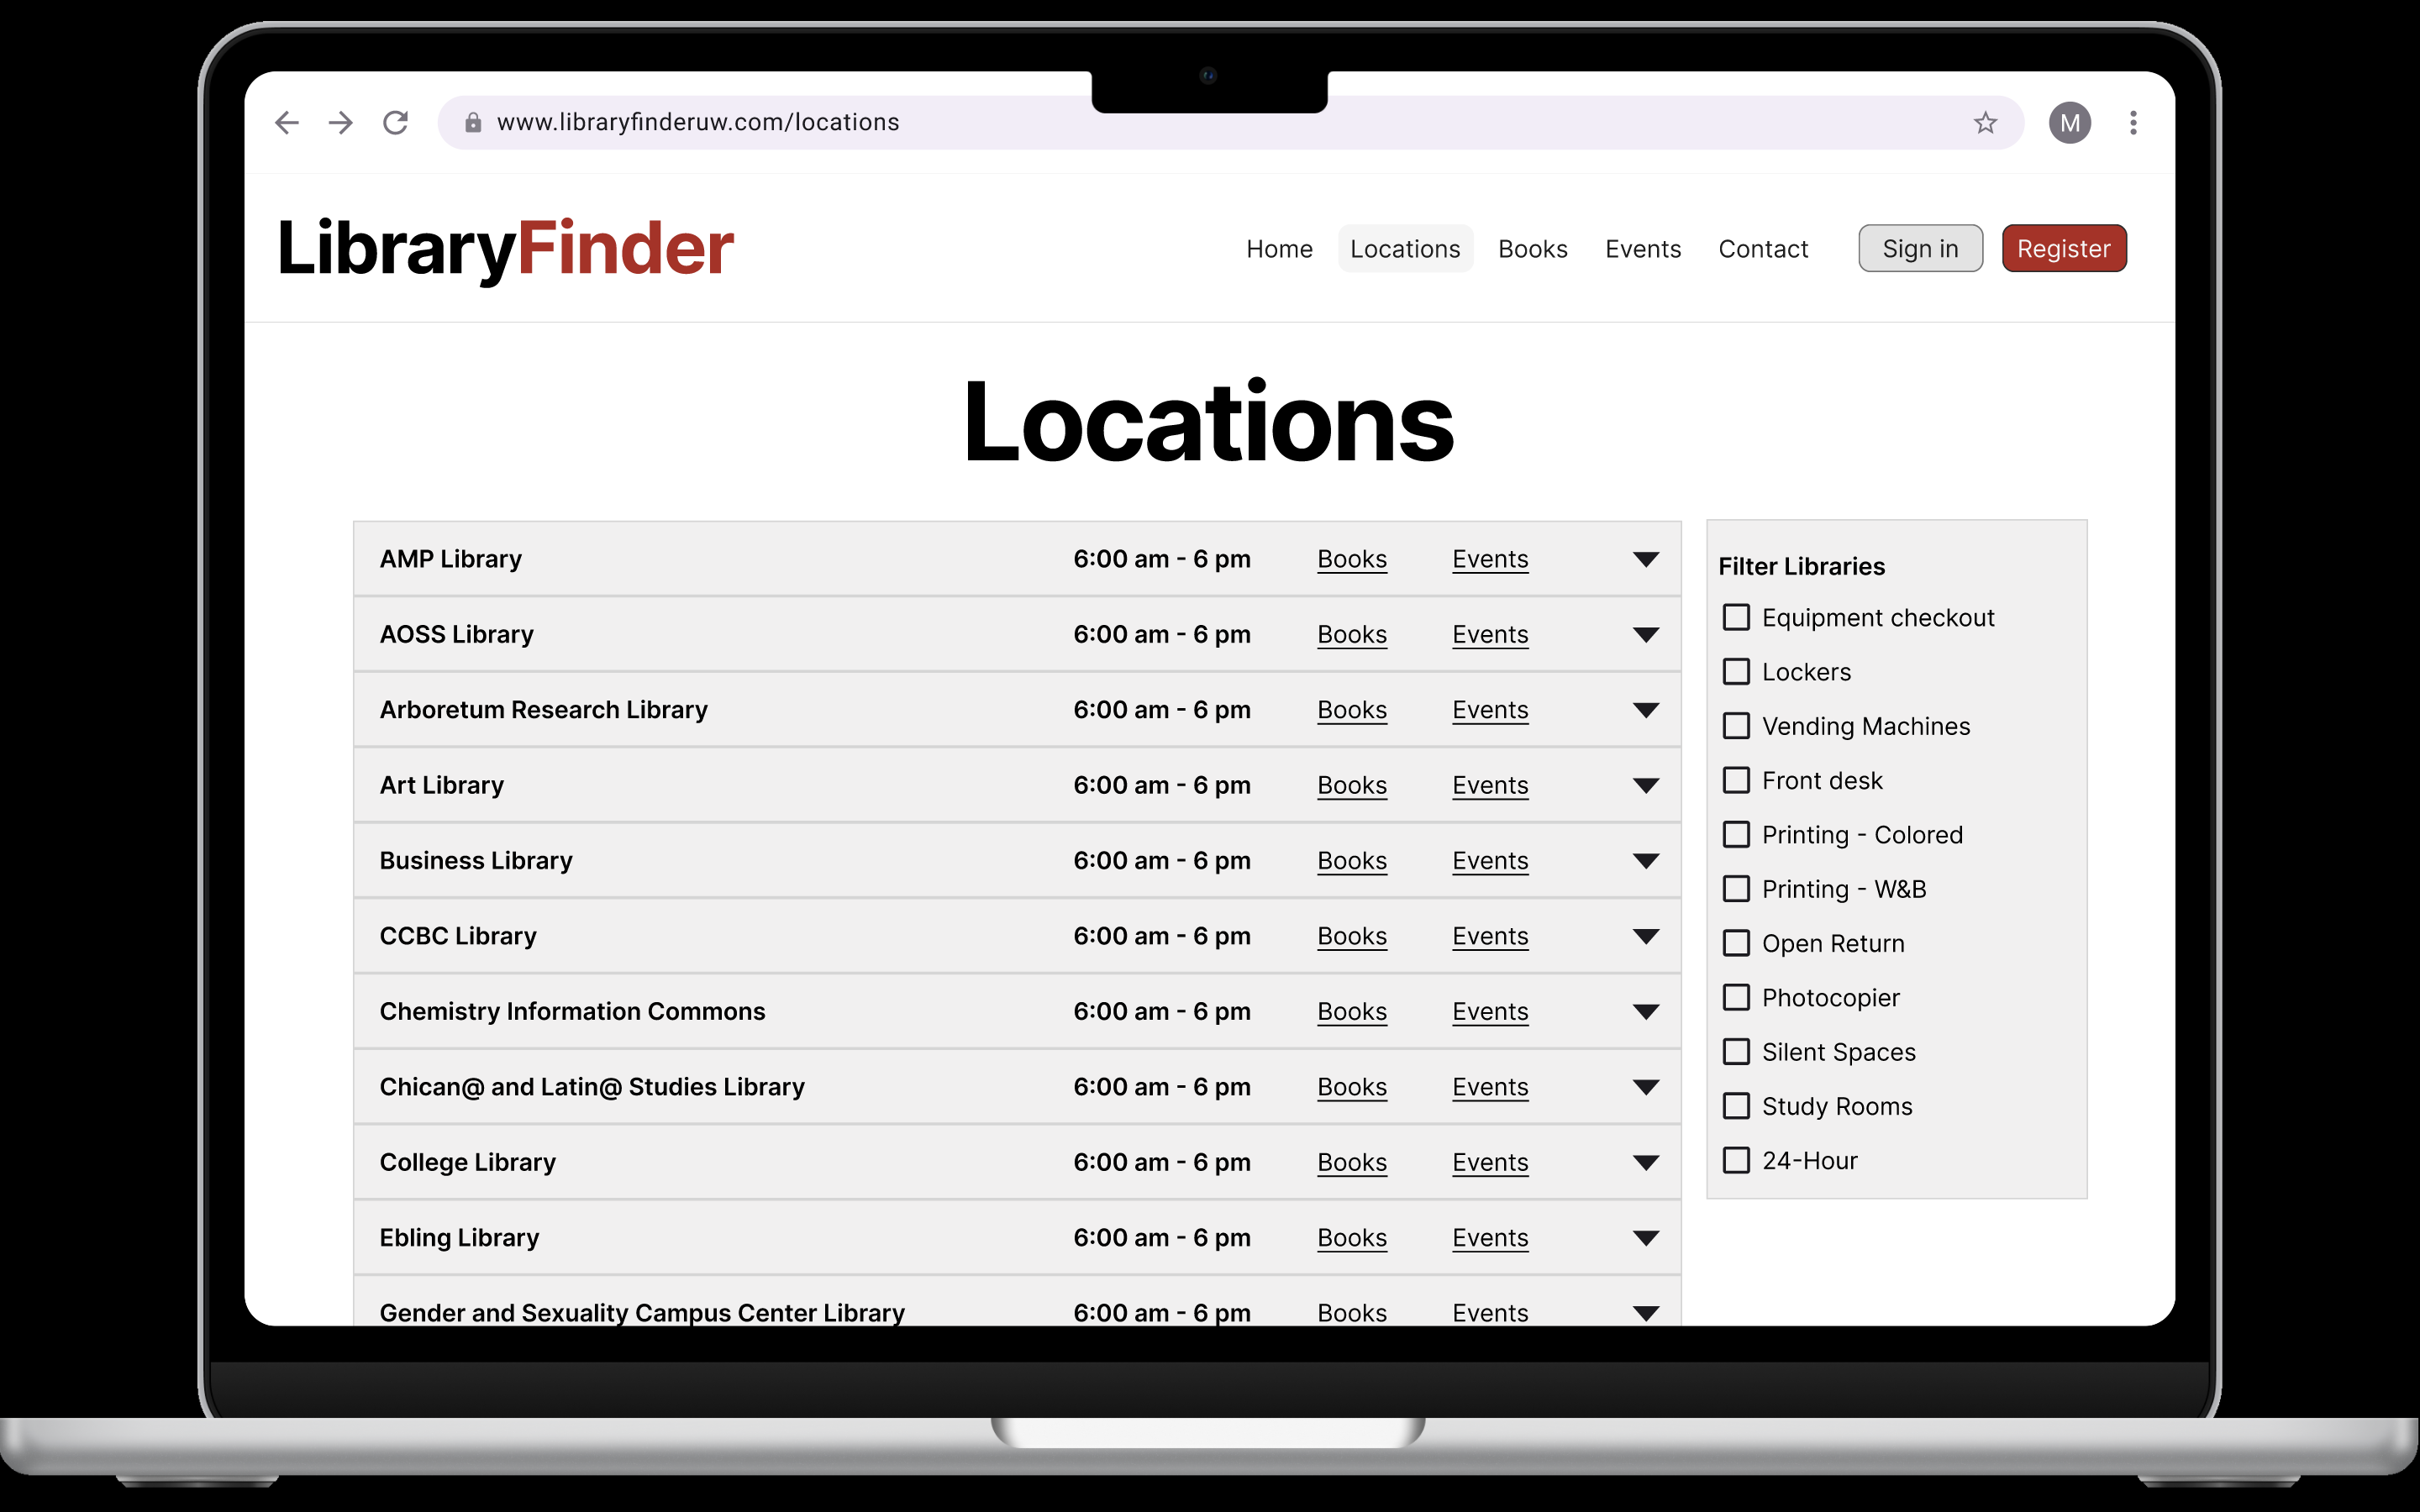 www.libraryfinderuw.com/locations M
LibraryFinder Home Locations Books Events Contact Sign in Register
Locations
AMP Library 6:00 am - 6 pm Books Events
AOSS Library 6:00 am - 6 pm Books Events
Arboretum Research Library 6:00 am - 6 pm Books Events
Art Library 6:00 am - 6 pm Books Events
Business Library 6:00 am - 6 pm Books Events
CCBC Library 6:00 am - 6 pm Books Events
Chemistry Information Commons 6:00 am - 6 pm Books Events
Chican@ and Latin@ Studies Library 6:00 am - 6 pm Books Events
College Library 6:00 am - 6 pm Books Events
Ebling Library 6:00 am - 6 pm Books Events
Gender and Sexuality Campus Center Library 6:00 am - 6 pm Books Events
Filter Libraries
Equipment checkout
Lockers
Vending Machines
Front desk
Printing - Colored
Printing - W&B
Open Return
Photocopier
Silent Spaces
Study Rooms
24-Hour